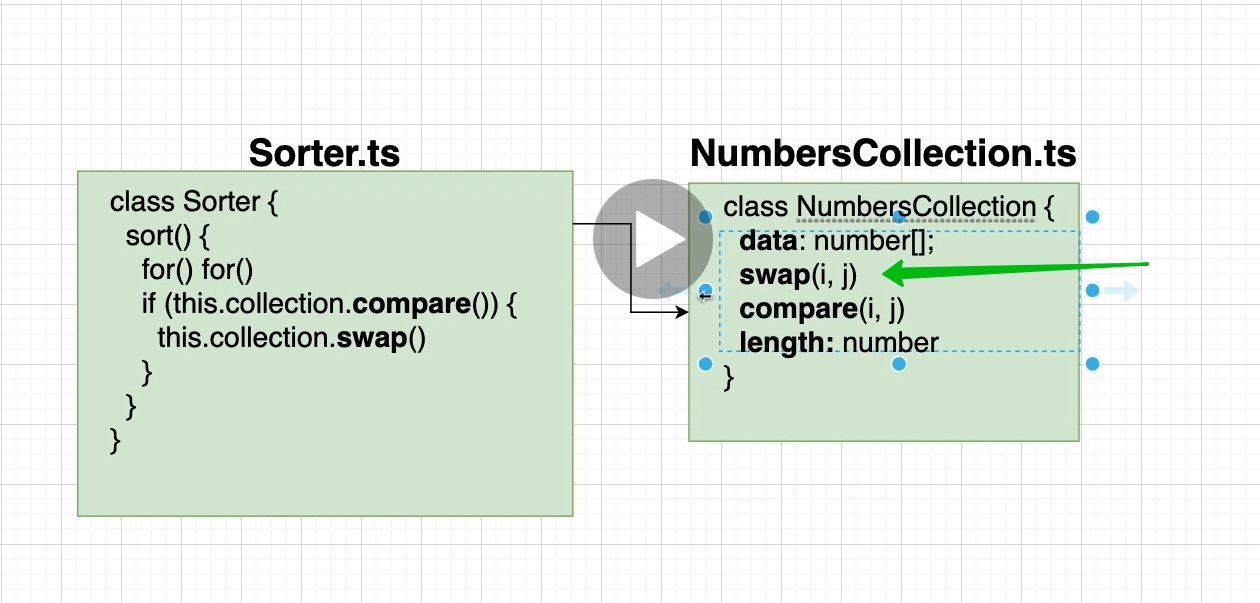 Sorter.ts
class Sorter {
sort() {
for() for()
if (this.collection.compare()) {
this.collection.swap()
}
}
}
NumbersCollection.ts
class NumbersCollection {
data: number[];
swap(i, j)
compare(i, j)
length: number
}